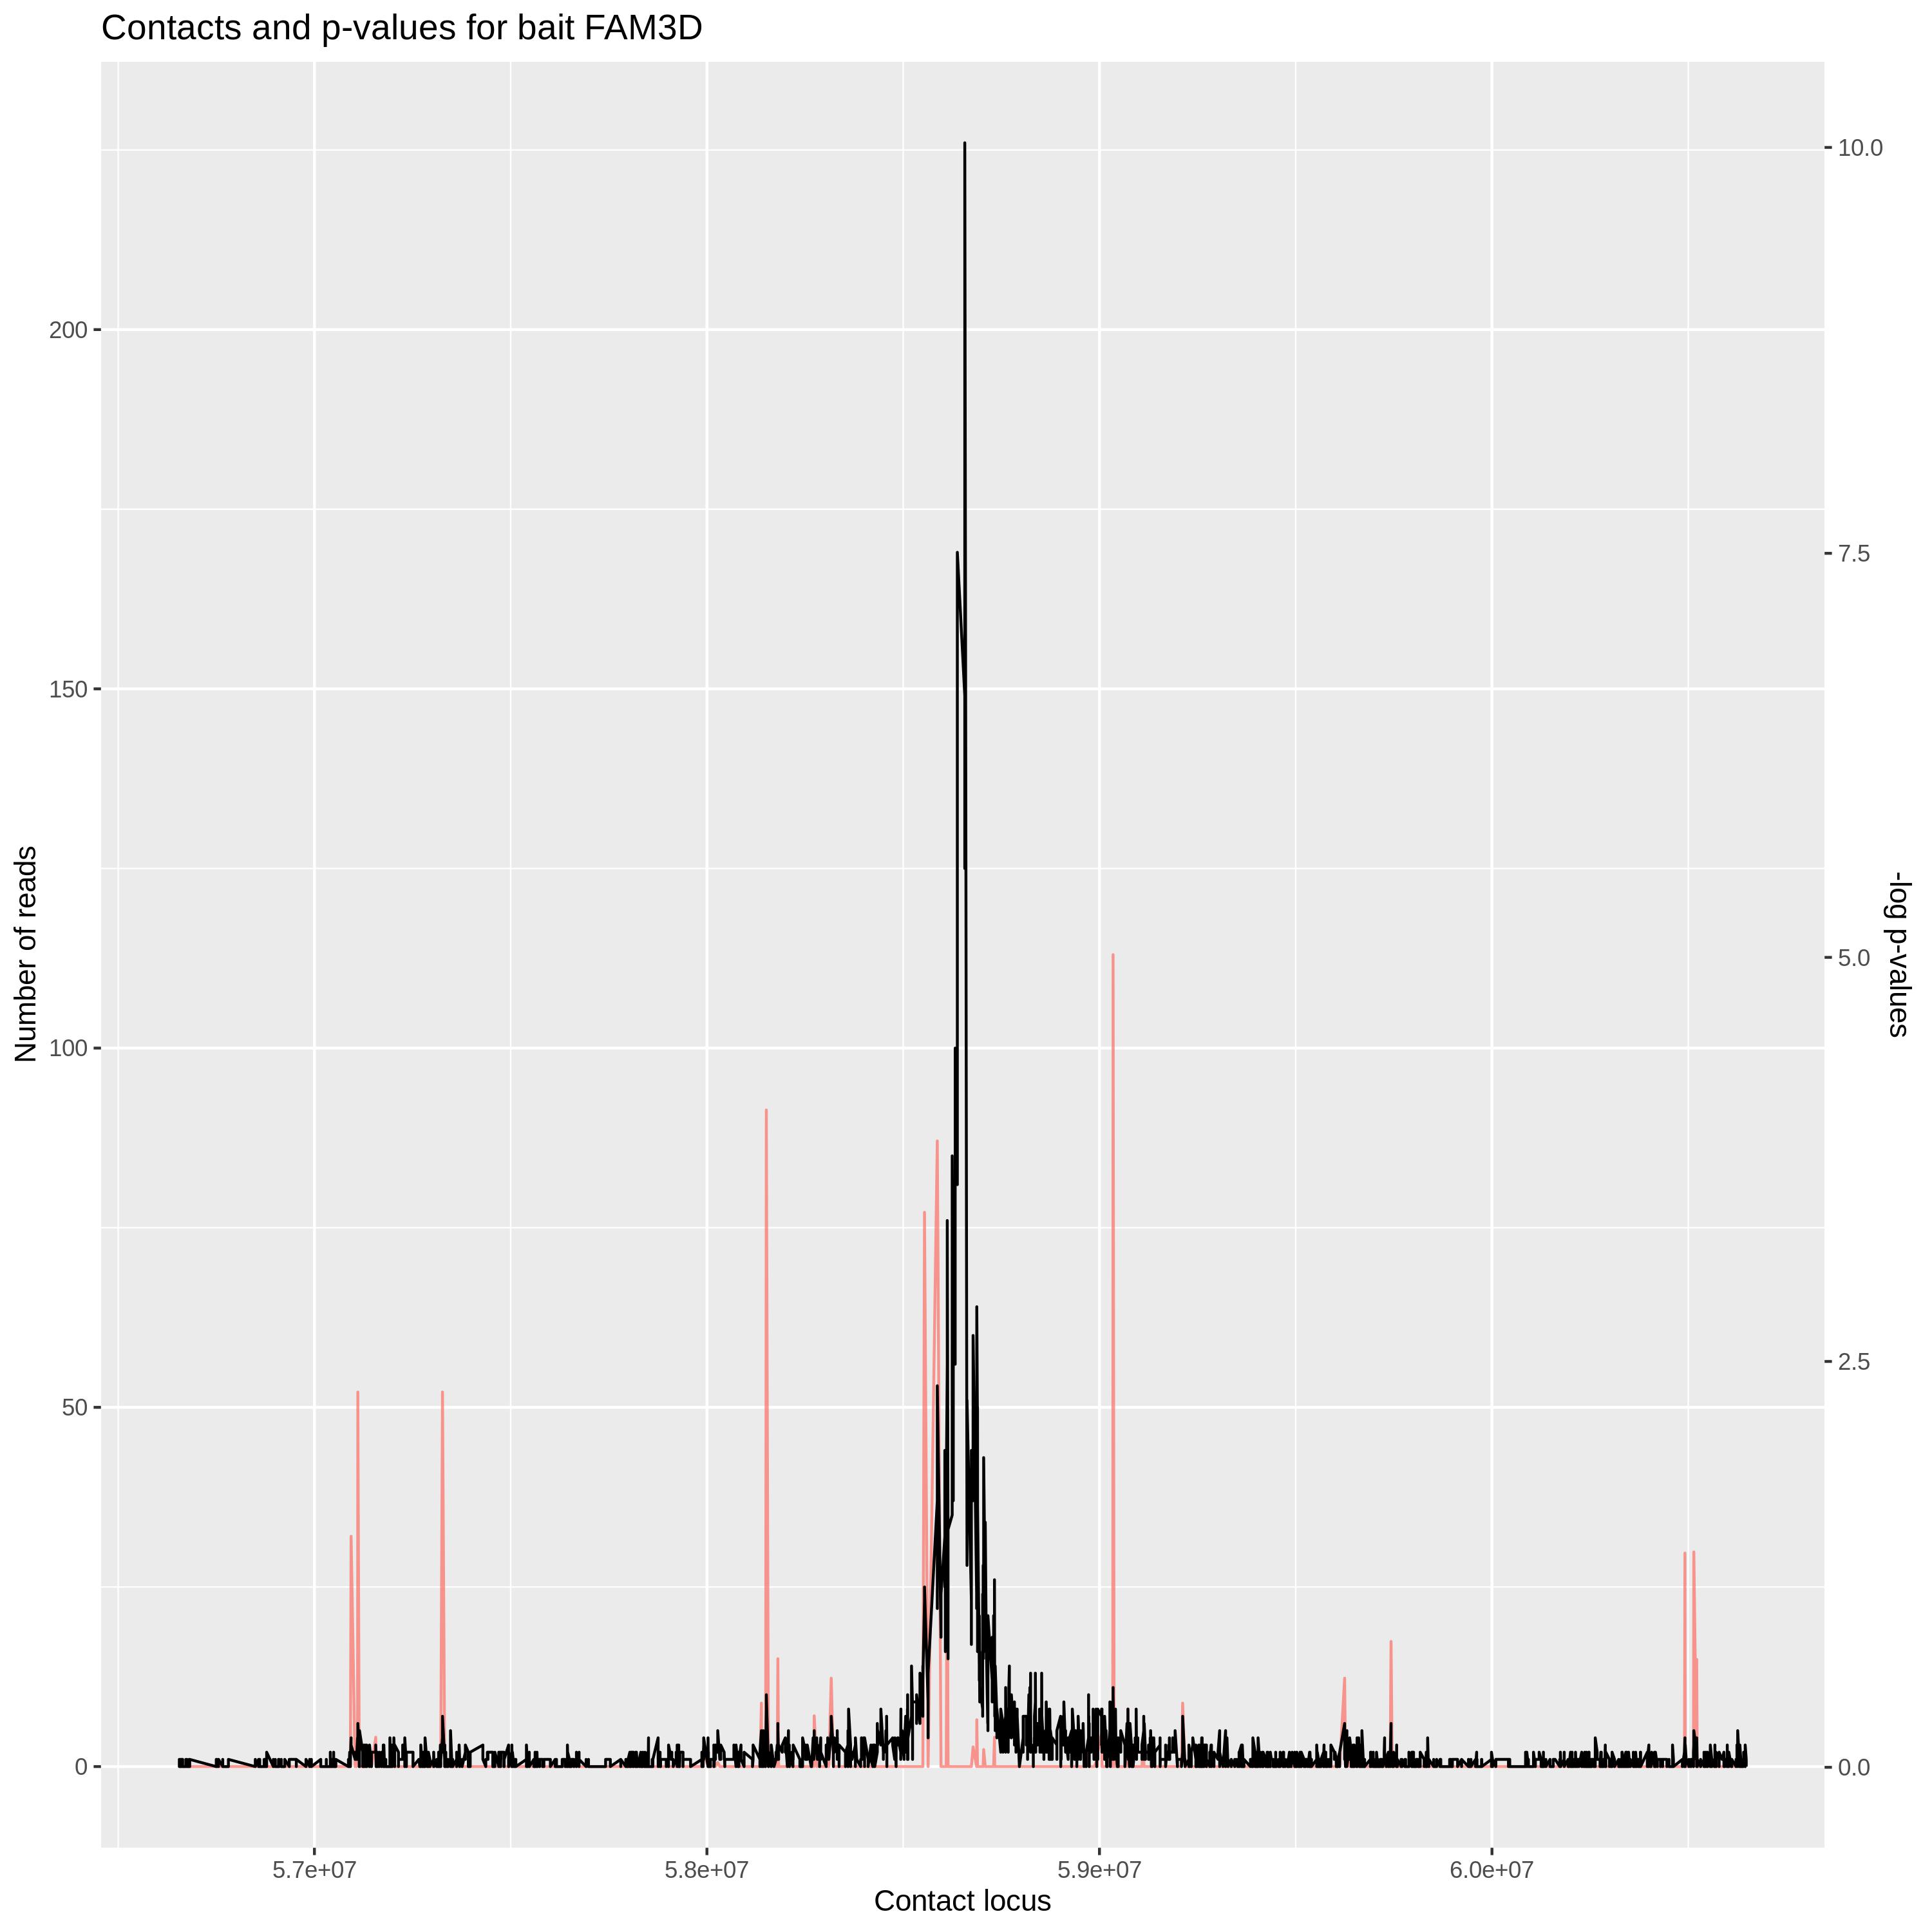 Contacts and p-values for bait FAM3D
Number of reads
200
150
100
50
0
10.0
7.5
5.0
2.5
0.0
-log p-values
5.7e+07
5.8e+07
5.9e+07
6.0e+07
Contact locus